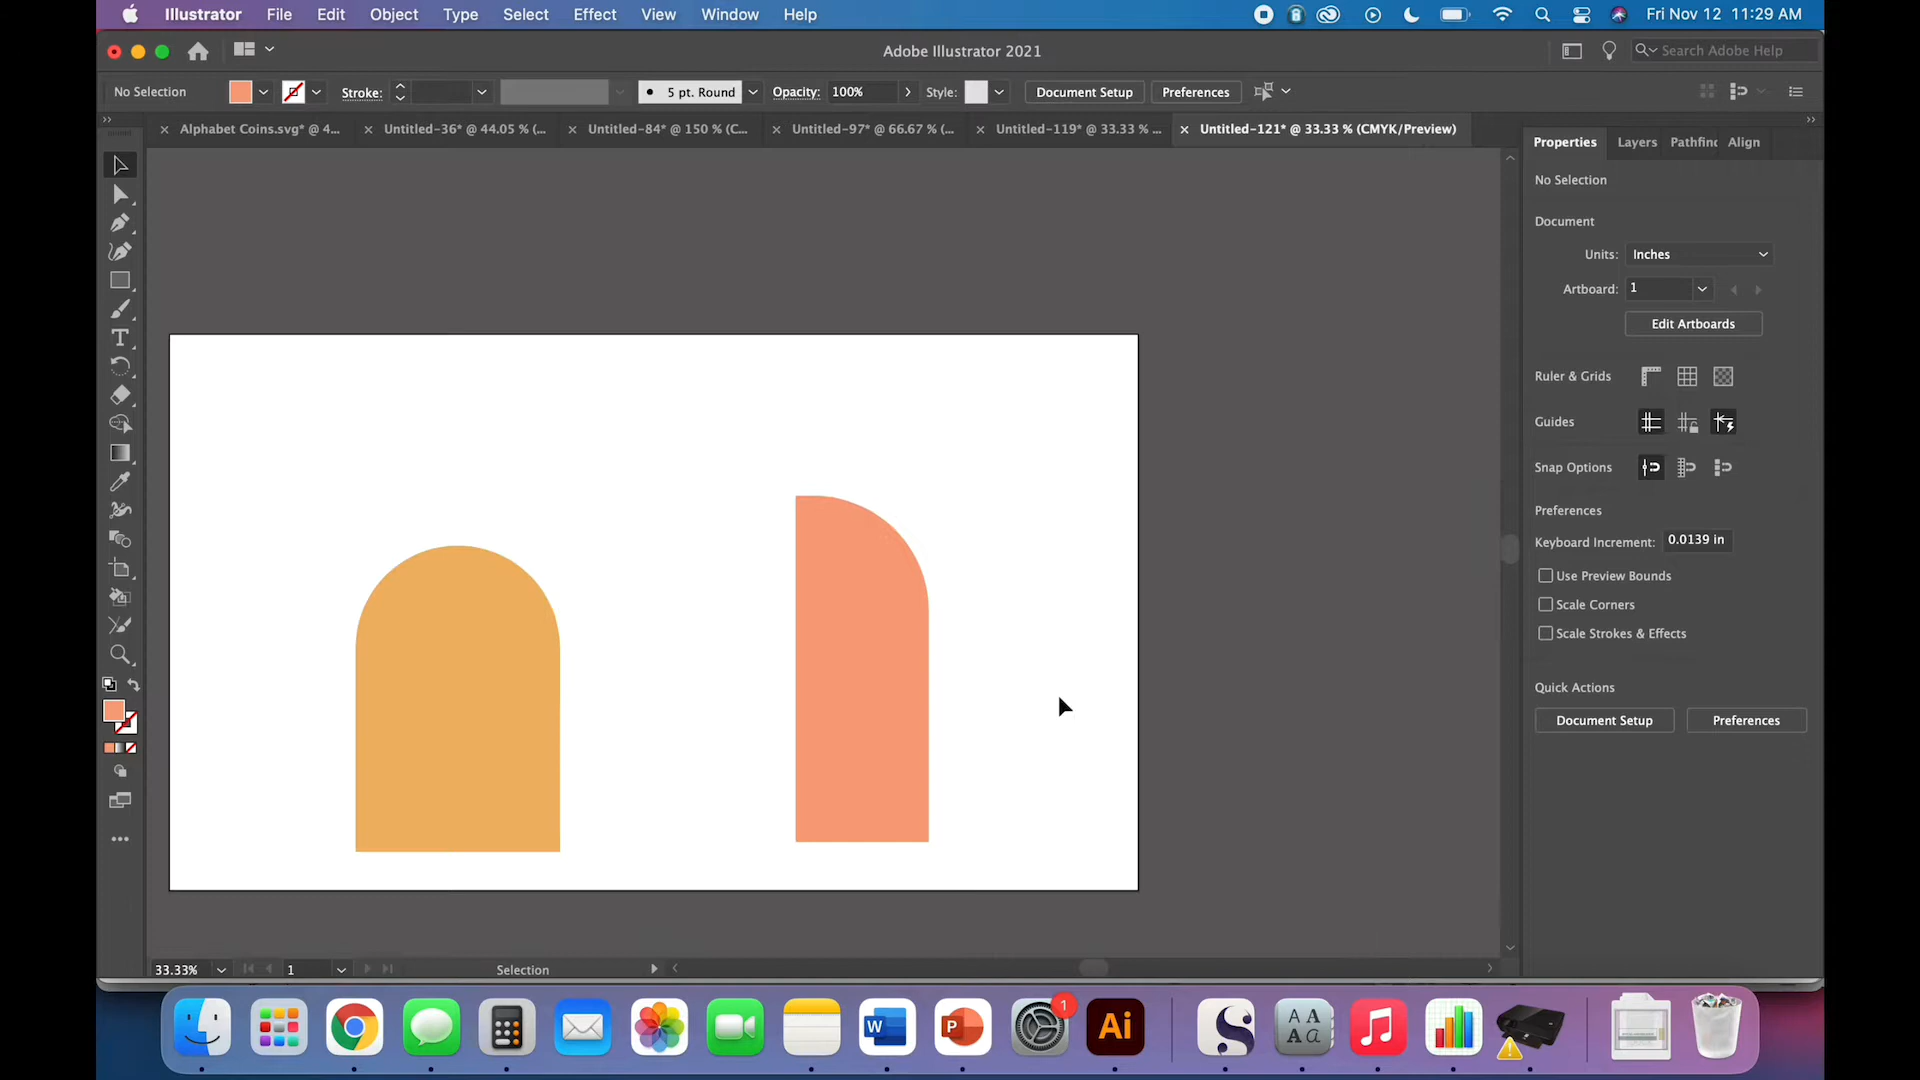 Illustrator File Edit Object Type Select Effect View Window Help Fri Nov 12 11:29 AM
Adobe Illustrator 2021 Search Adobe Help
No Selection Stroke: 5 pt. Round Opacity: 100% Style: Document Setup Preferences
Alphabet Coins.svg* @ 4... Untitled-36* @ 44.05 % (... Untitled-84* @ 150 % (C... Untitled-97* @ 66.67 % (... Untitled-119* @ 33.33 % ... Untitled-121* @ 33.33 % (CMYK/Preview)
Properties Layers Pathfinc Align
No Selection
Document
Units: Inches
Artboard: 1
Edit Artboards
Ruler & Grids
Guides
Snap Options
Preferences
Keyboard Increment: 0.0139 in
Use Preview Bounds
Scale Corners
Scale Strokes & Effects
Quick Actions
Document Setup Preferences
33.33% 1 Selection
1
W P Ai S A A
A a